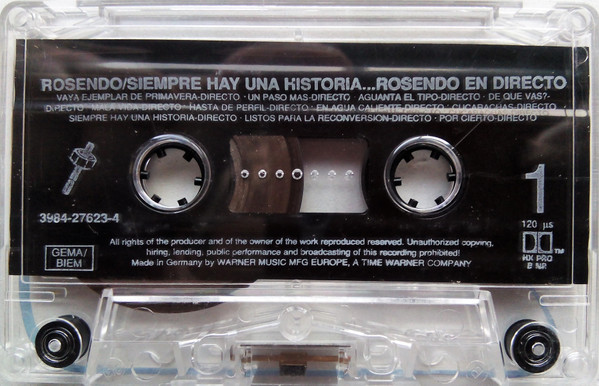 ROSENDO/SIEMPRE HAY UNA HISTORIA...ROSENDO EN DIRECTO
VAYA EJEMPLAR DE PRIMAVERA-DIRECTO · UN PASO MAS-DIRECTO · AGUANTA EL TIPO-DIRECTO · DE QUE VAS?-
DIRECTO · MALA VIDA-DIRECTO · HASTA DE PERFIL-DIRECTO · EN AGUA CALIENTE-DIRECTO · CUCARACHAS-DIRECTO
SIEMPRE HAY UNA HISTORIA-DIRECTO · LISTOS PARA LA RECONVERSION-DIRECTO · POR CIERTO-DIRECTO
1
3984-27623-4
120 µs
GEMA/
BIEM
All rights of the producer and of the owner of the work reproduced reserved. Unauthorized copying,
hiring, lending, public performance and broadcasting of this recording prohibited!
Made in Germany by WARNER MUSIC MFG EUROPE, A TIME WARNER COMPANY
TM
HX PRO
B NR